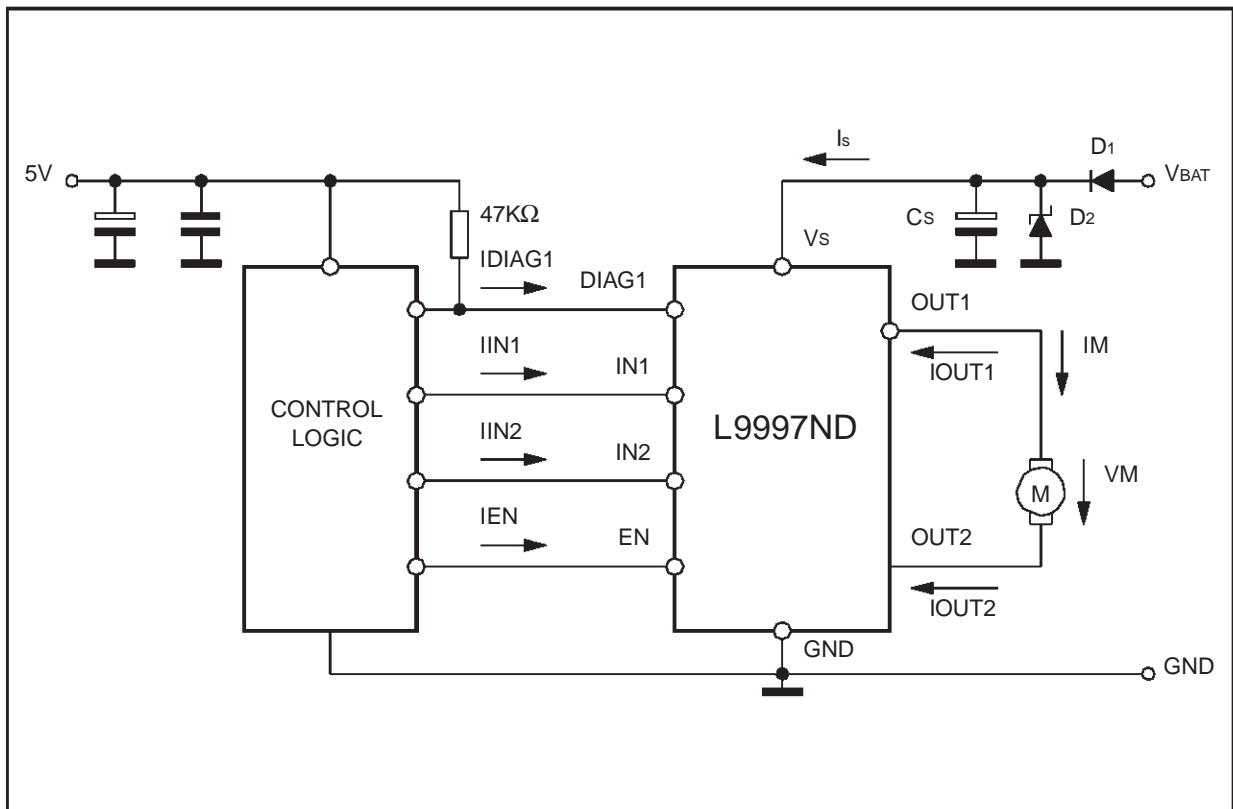 Is
D1
5V
VBAT
47KΩ
Cs
D2
VS
IDIAG1
DIAG1
OUT1
IIN1
IN1
IM
IOUT1
CONTROL
LOGIC
L9997ND
IIN2
IN2
VM
M
IEN
EN
OUT2
IOUT2
GND
GND